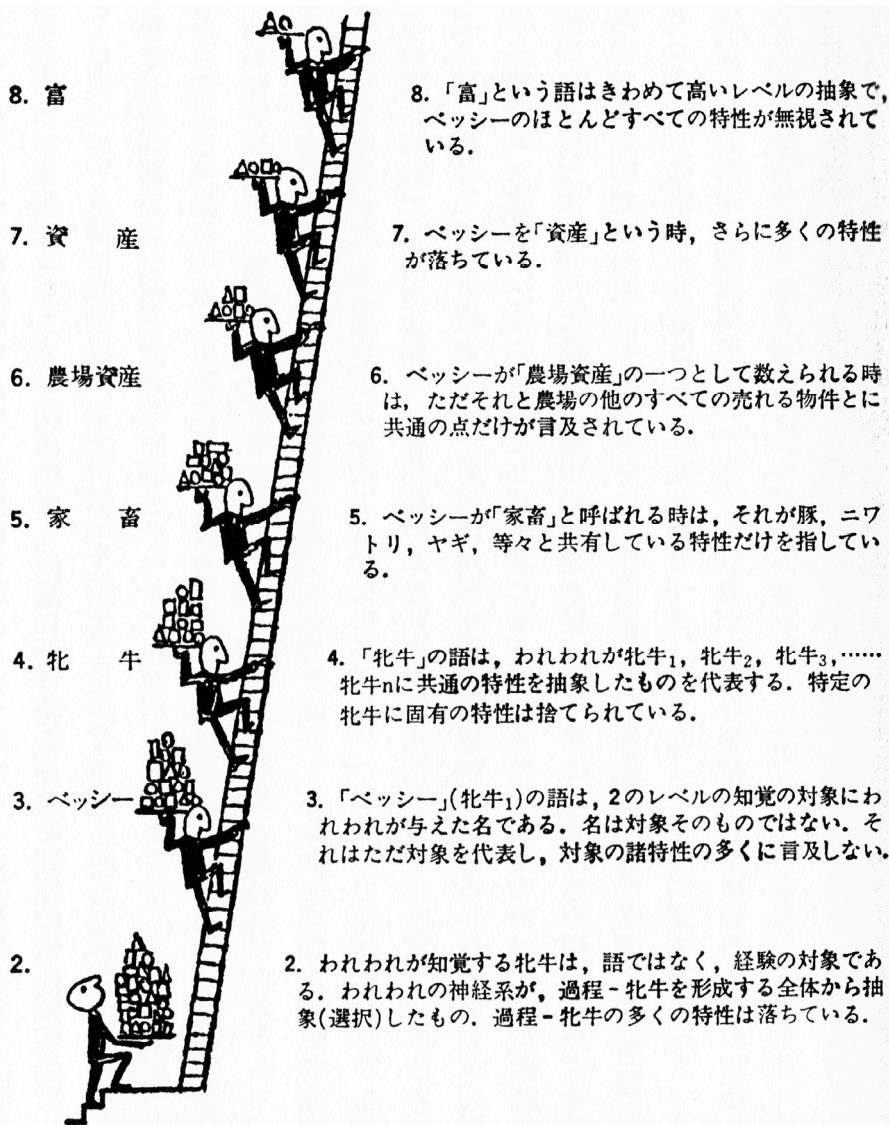 8. 富
8. 「富」という語はきわめて高いレベルの抽象で，
ベッシーのほとんどすべての特性が無視されて
いる．
7. 資　産
7. ベッシーを「資産」という時，さらに多くの特性
が落ちている．
6. 農場資産
6. ベッシーが「農場資産」の一つとして数えられる時
は，ただそれと農場の他のすべての売れる物件とに
共通の点だけが言及されている．
5. 家　畜
5. ベッシーが「家畜」と呼ばれる時は，それが豚，ニワ
トリ，ヤギ，等々と共有している特性だけを指してい
る．
4. 牝　牛
4. 「牝牛」の語は，われわれが牝牛₁，牝牛₂，牝牛₃，……
牝牛nに共通の特性を抽象したものを代表する．特定の
牝牛に固有の特性は捨てられている．
3. ベッシー
3. 「ベッシー」(牝牛₁)の語は，2のレベルの知覚の対象にわ
れわれが与えた名である．名は対象そのものではない．そ
れはただ対象を代表し，対象の諸特性の多くに言及しない．
2.
2. われわれが知覚する牝牛は，語ではなく，経験の対象であ
る．われわれの神経系が，過程-牝牛を形成する全体から抽
象(選択)したもの．過程-牝牛の多くの特性は落ちている．